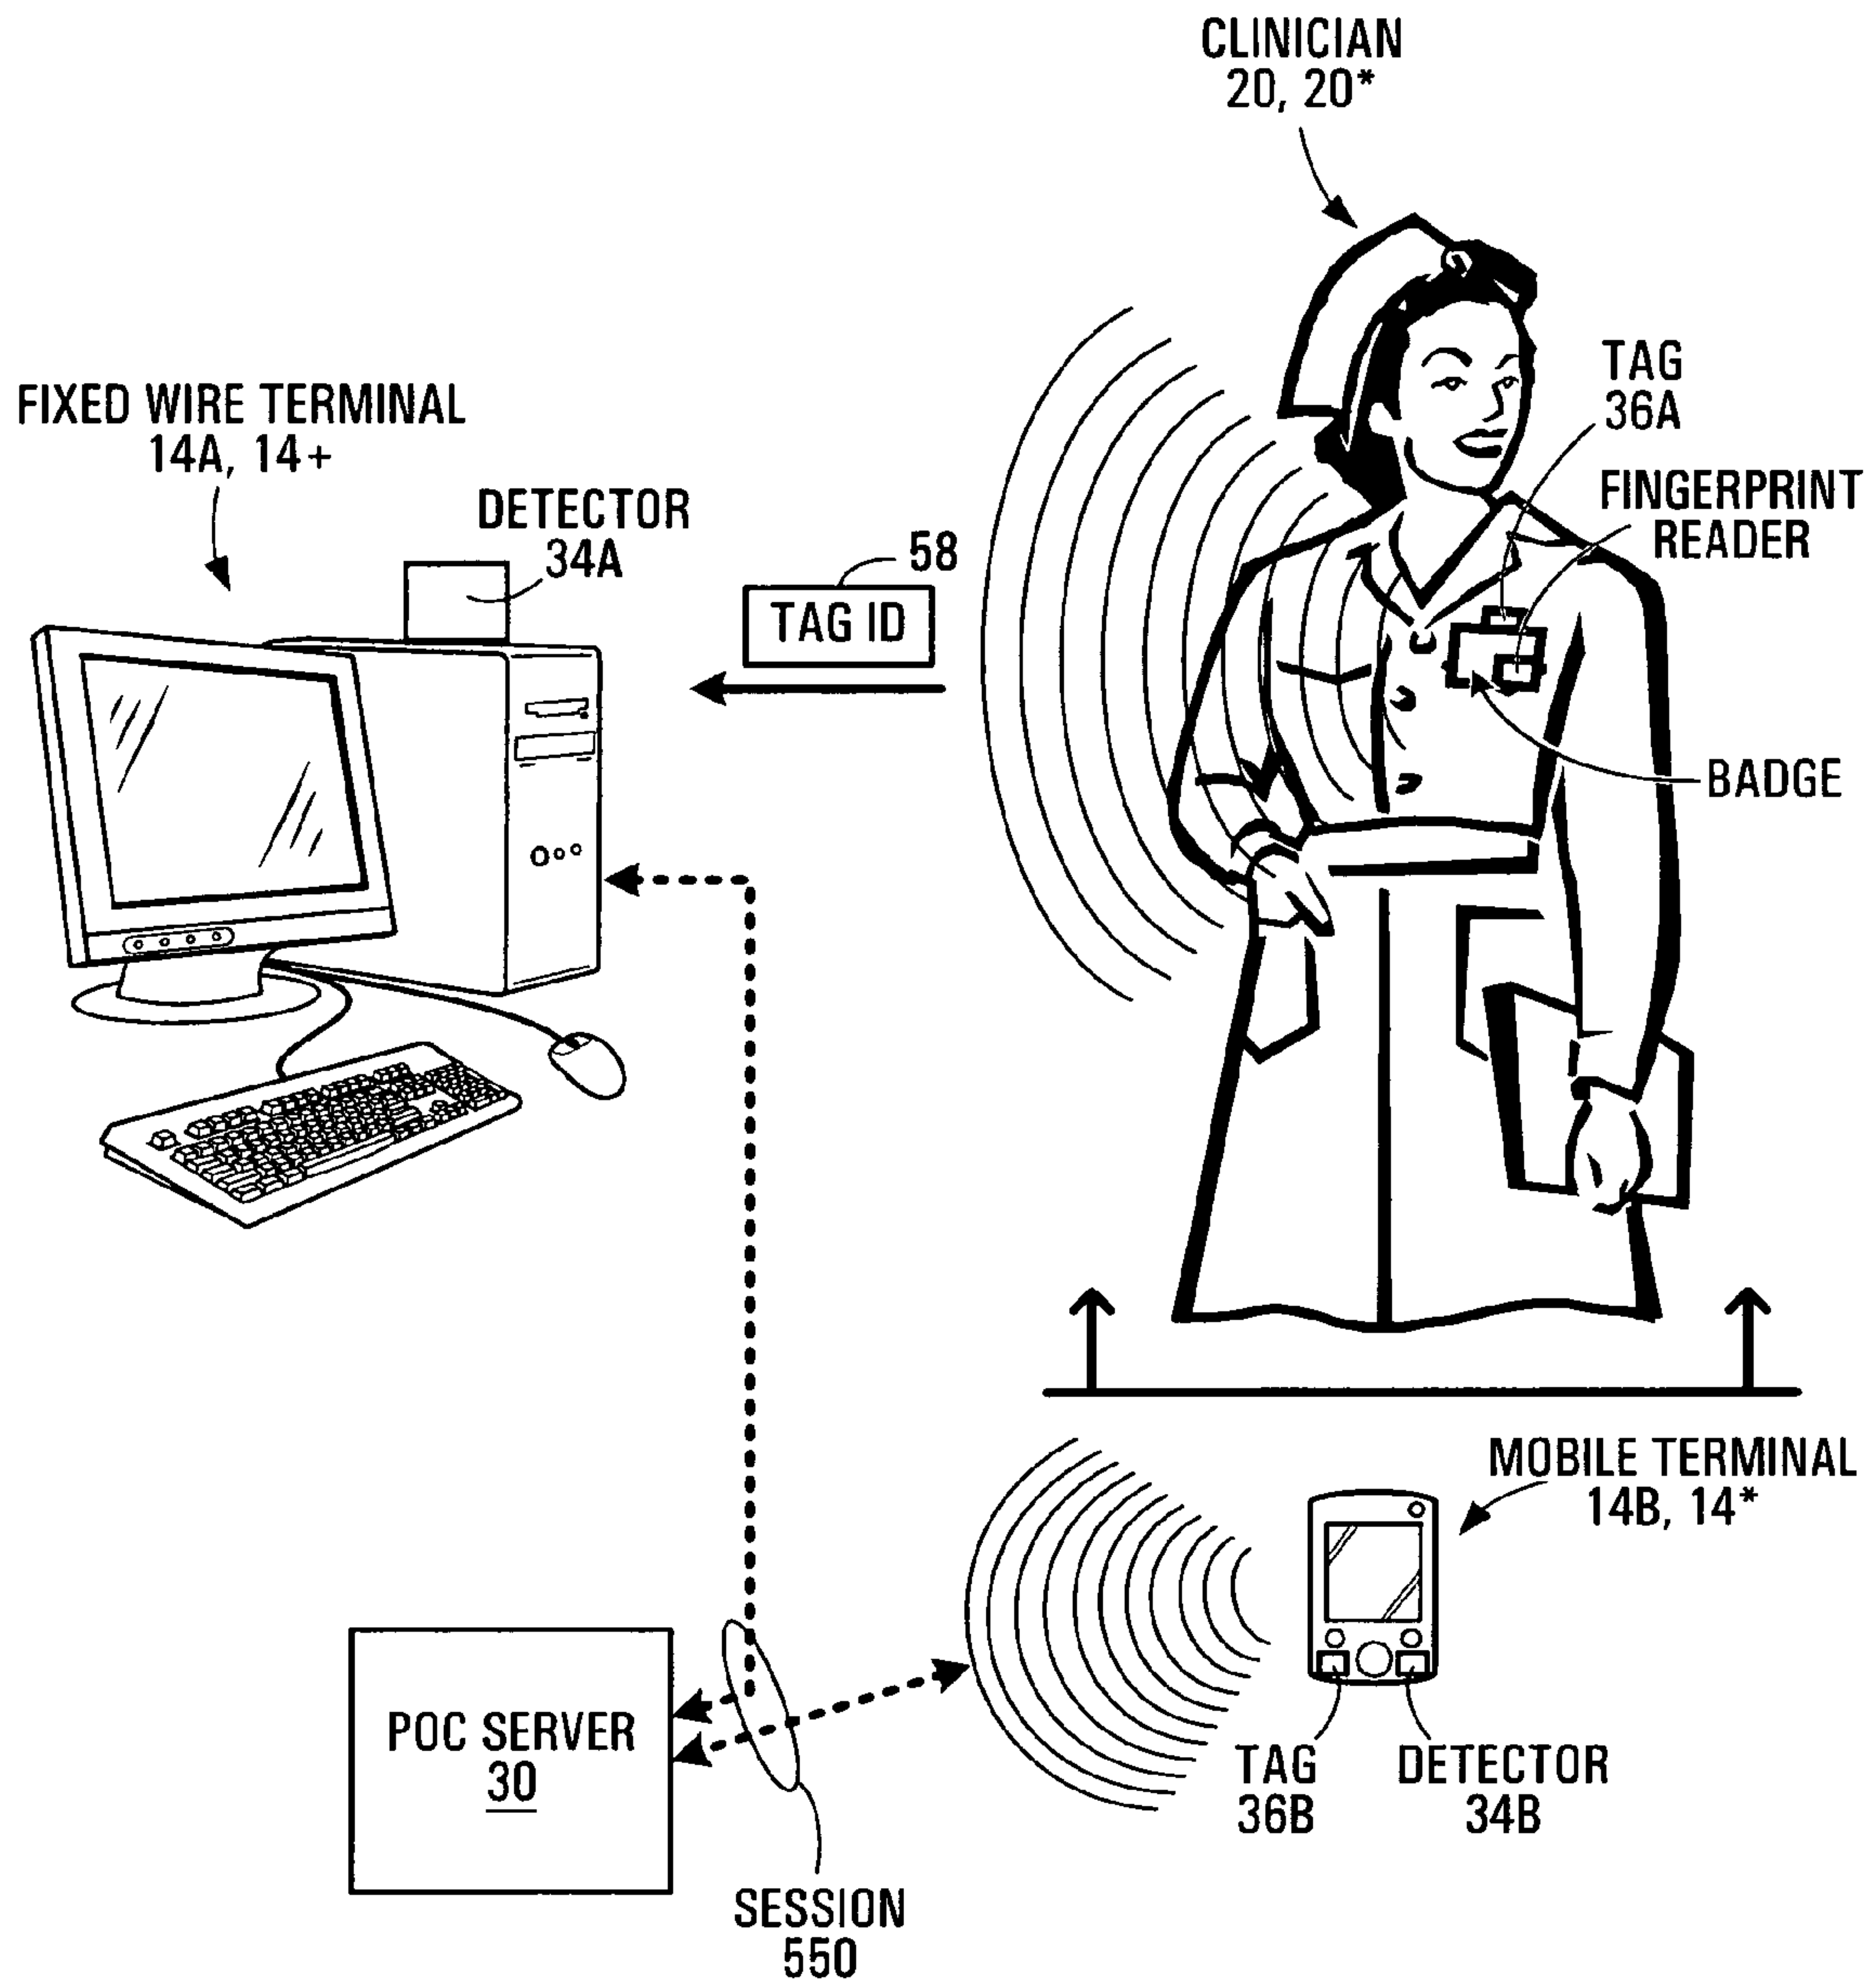 CLINICIAN
20, 20*
TAG
36A
FIXED WIRE TERMINAL
14A, 14+
FINGERPRINT
READER
DETECTOR
34A
58
TAG ID
BADGE
MOBILE TERMINAL
14B, 14*
POC SERVER
30
TAG
36B
DETECTOR
34B
SESSION
550